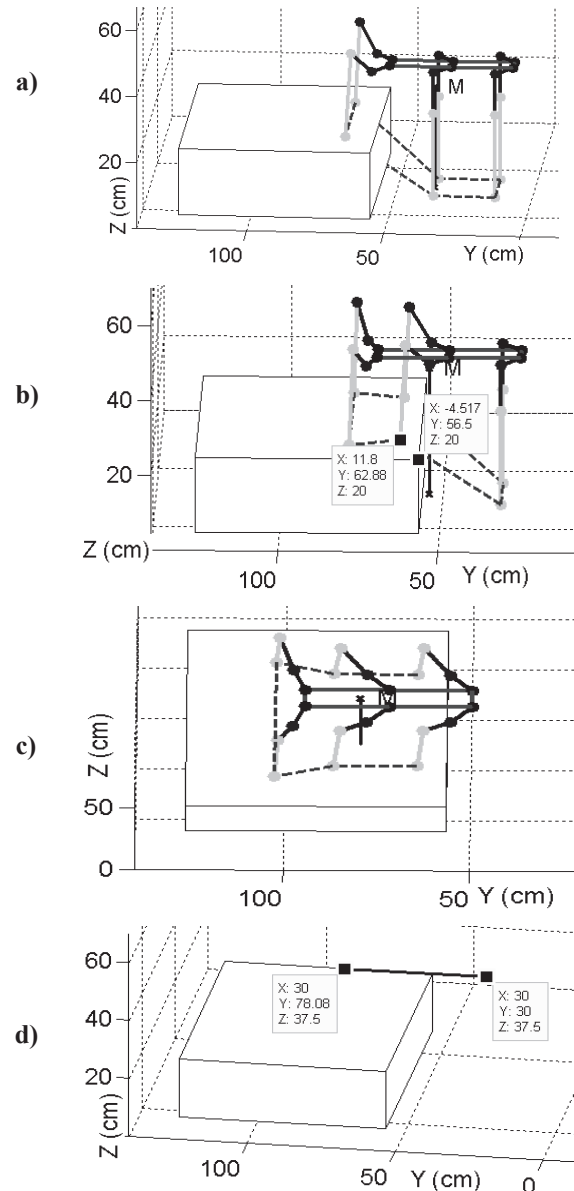 a)
60
40
20
Z (cm)
M
100
50
Y (cm)
b)
60
40
20
Z (cm)
M
X: -4.517
Y: 56.5
Z: 20
X: 11.8
Y: 62.88
Z: 20
100
50
Y (cm)
c)
Z (cm)
50
0
M
100
50
Y (cm)
d)
60
40
20
Z (cm)
X: 30
Y: 78.08
Z: 37.5
X: 30
Y: 30
Z: 37.5
100
50
Y (cm)
0